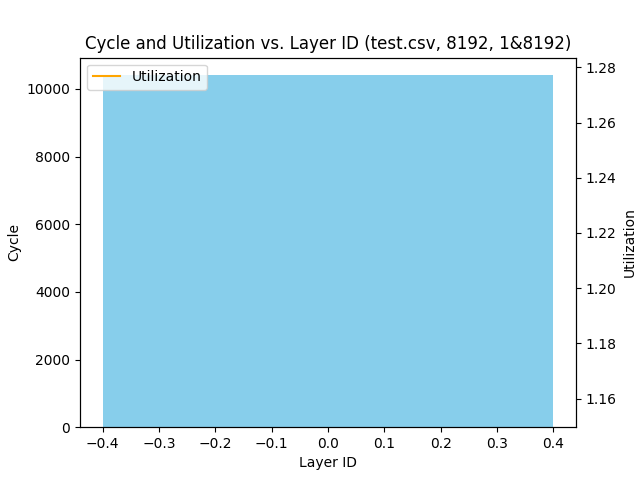 Cycle and Utilization vs. Layer ID (test.csv, 8192, 1&8192)
Utilization
10000
8000
6000
4000
2000
0
Cycle
1.28
1.26
1.24
1.22
1.20
1.18
1.16
Utilization
−0.4 −0.3 −0.2 −0.1 0.0 0.1 0.2 0.3 0.4
Layer ID